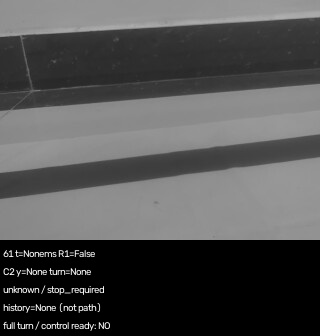 61 t=Nonems R1=False
C2 y=None turn=None
unknown / stop_required
history=None (not path)
full turn / control ready: NO